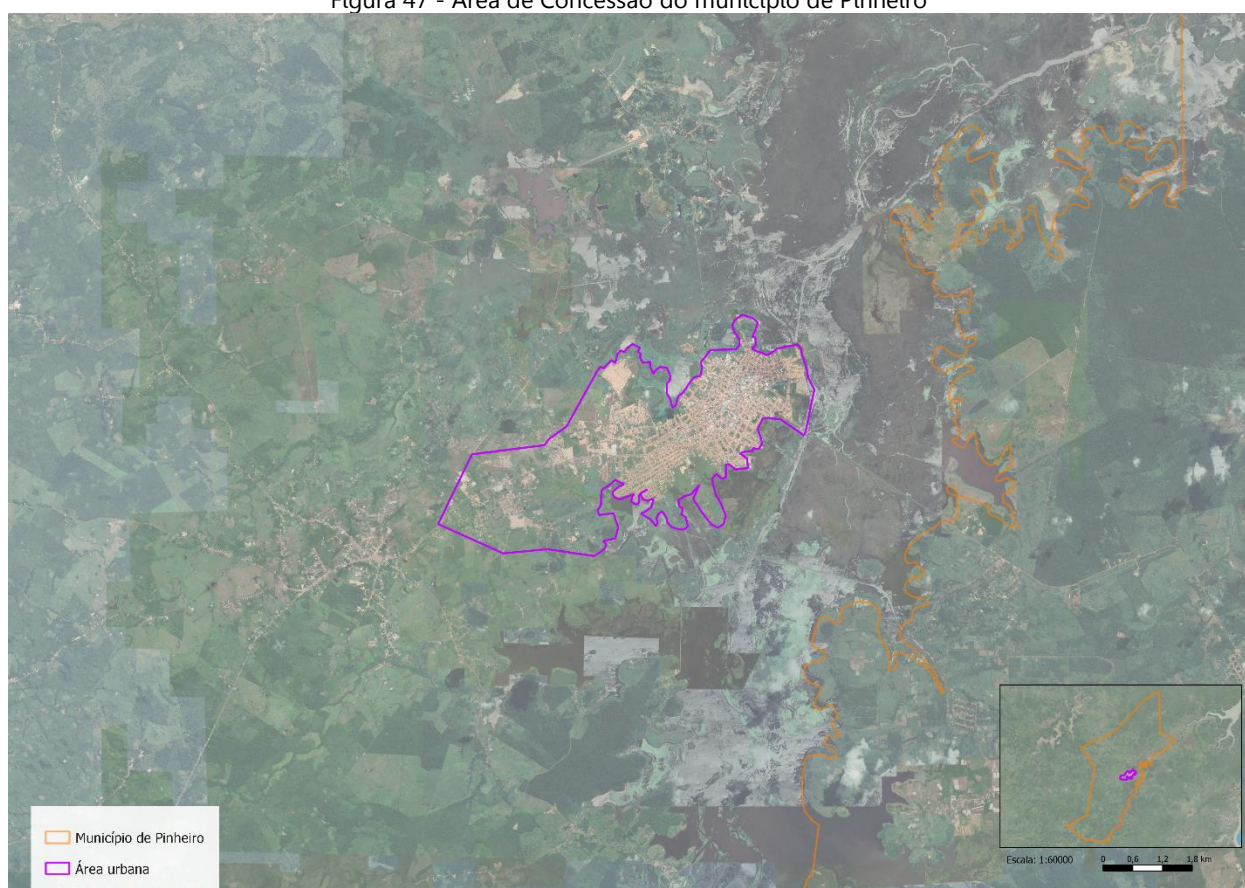 Figura 47 - Área de Concessão do município de Pinheiro
Município de Pinheiro
Área urbana
Escala: 1:60000
0 0,6 1,2 1,8 km